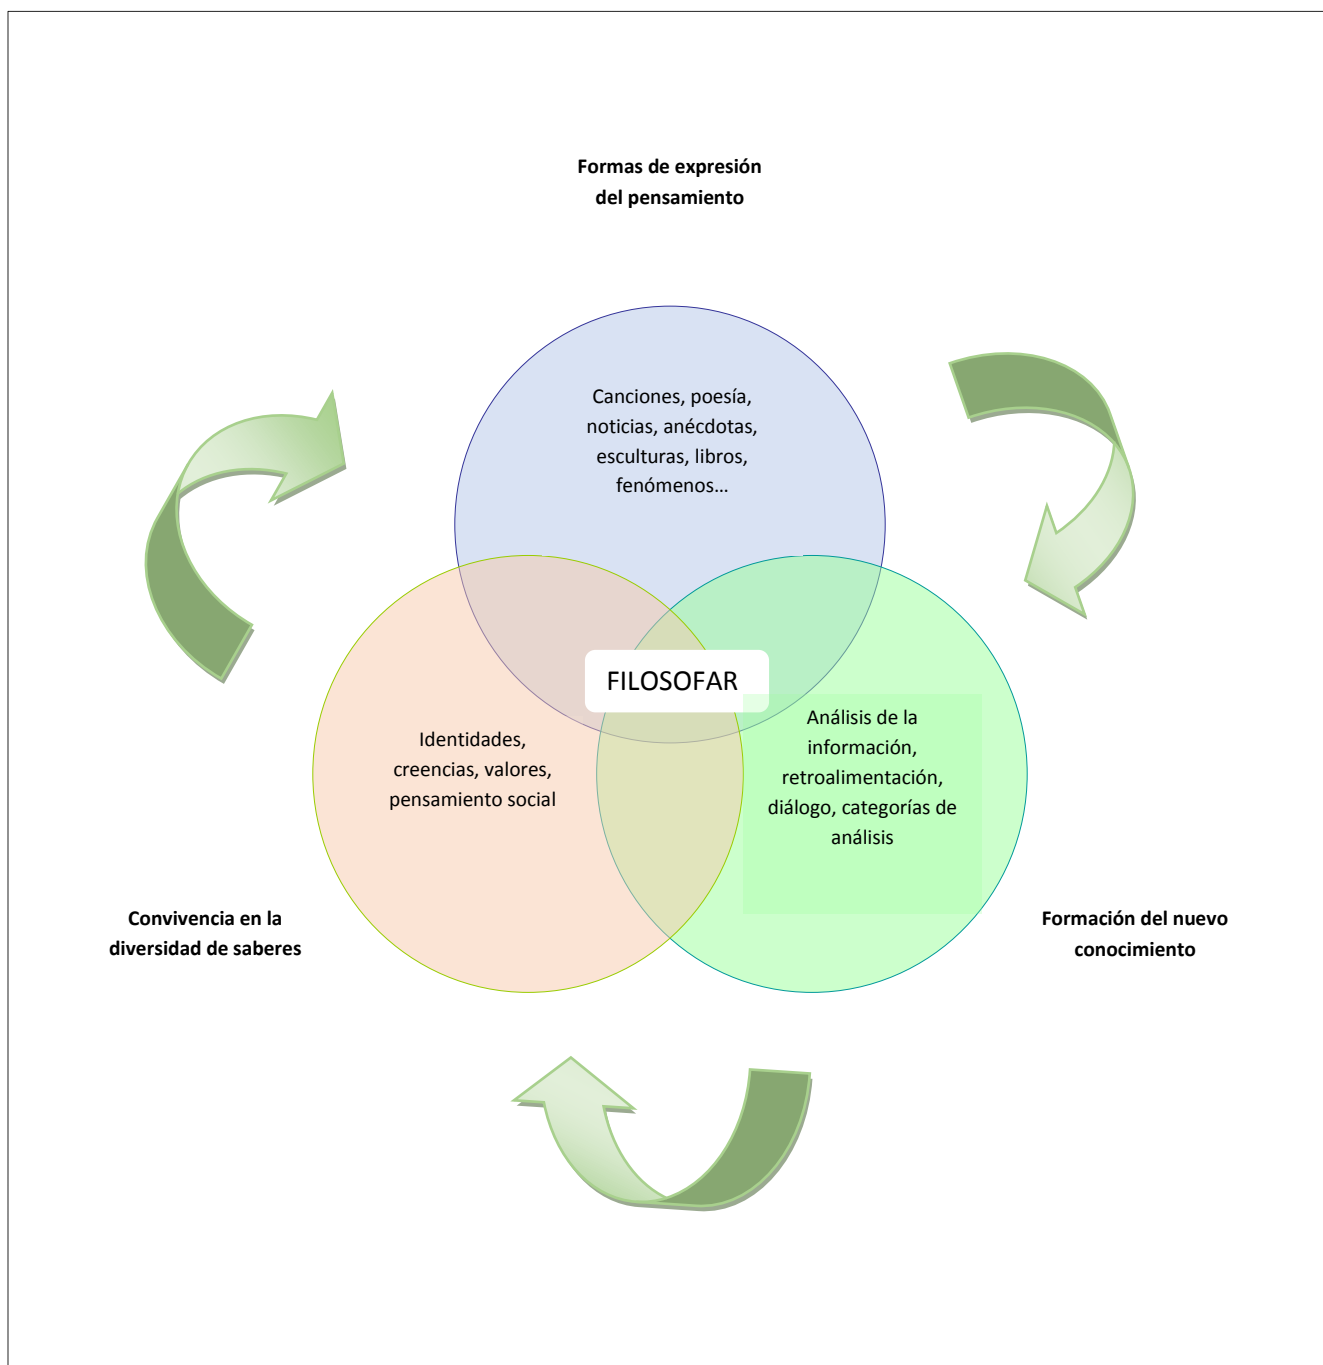 Formas de expresión
del pensamiento
Canciones, poesía,
noticias, anécdotas,
esculturas, libros,
fenómenos...
FILOSOFAR
Identidades,
creencias, valores,
pensamiento social
Análisis de la
información,
retroalimentación,
diálogo, categorías de
análisis
Convivencia en la
diversidad de saberes
Formación del nuevo
conocimiento